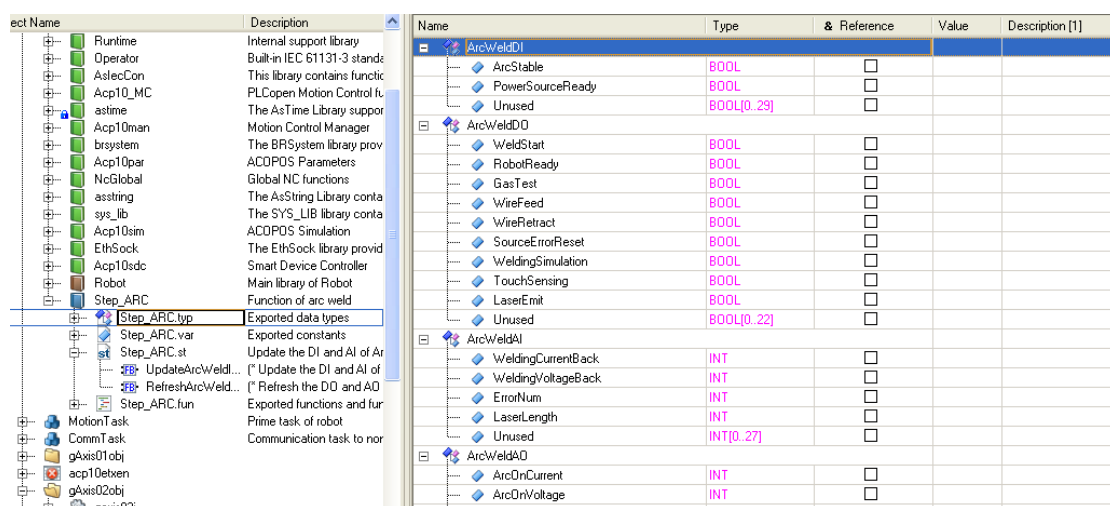 ect Name Description
Runtime Internal support library
Operator Built-in IEC 61131-3 standa
AslecCon This library contains functic
Acp10_MC PLCopen Motion Control fu
astime The AsTime Library suppor
Acp10man Motion Control Manager
brsystem The BRSystem library prov
Acp10par ACOPOS Parameters
NcGlobal Global NC functions
asstring The AsString Library conta
sys_lib The SYS_LIB library conta
Acp10sim ACOPOS Simulation
EthSock The EthSock library provid
Acp10sdc Smart Device Controller
Robot Main library of Robot
Step_ARC Function of arc weld
Step_ARC.typ Exported data types
Step_ARC.var Exported constants
st Step_ARC.st Update the DI and AI of Ar
FB UpdateArcWeldI... (* Update the DI and AI of
FB RefreshArcWeld... (* Refresh the DO and AO
Step_ARC.fun Exported functions and fun
MotionTask Prime task of robot
CommTask Communication task to nor
gAxis01obj
acp10etxen
gAxis02obj
Name Type & Reference Value Description [1]
ArcWeldDI
ArcStable BOOL
PowerSourceReady BOOL
Unused BOOL[0..29]
ArcWeldDO
WeldStart BOOL
RobotReady BOOL
GasTest BOOL
WireFeed BOOL
WireRetract BOOL
SourceErrorReset BOOL
WeldingSimulation BOOL
TouchSensing BOOL
LaserEmit BOOL
Unused BOOL[0..22]
ArcWeldAI
WeldingCurrentBack INT
WeldingVoltageBack INT
ErrorNum INT
LaserLength INT
Unused INT[0..27]
ArcWeldAO
ArcOnCurrent INT
ArcOnVoltage INT